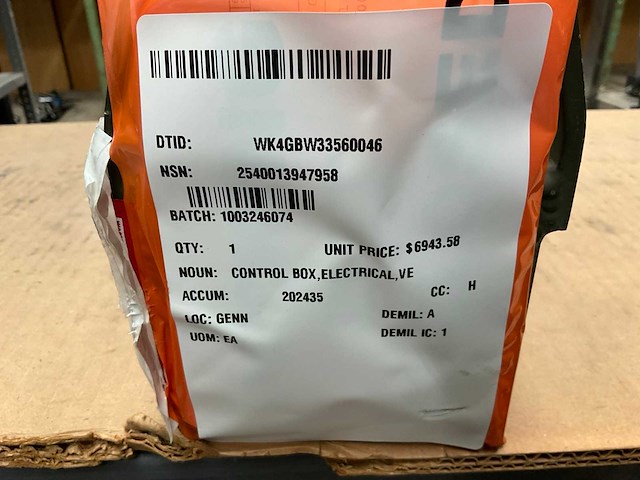 DTID: WK4GBW33560046
NSN: 2540013947958
BATCH: 1003246074
QTY: 1 UNIT PRICE: $6943.58
NOUN: CONTROL BOX,ELECTRICAL,VE
ACCUM: 202435 CC: H
LOC: GENN DEMIL: A
UOM: EA DEMIL IC: 1